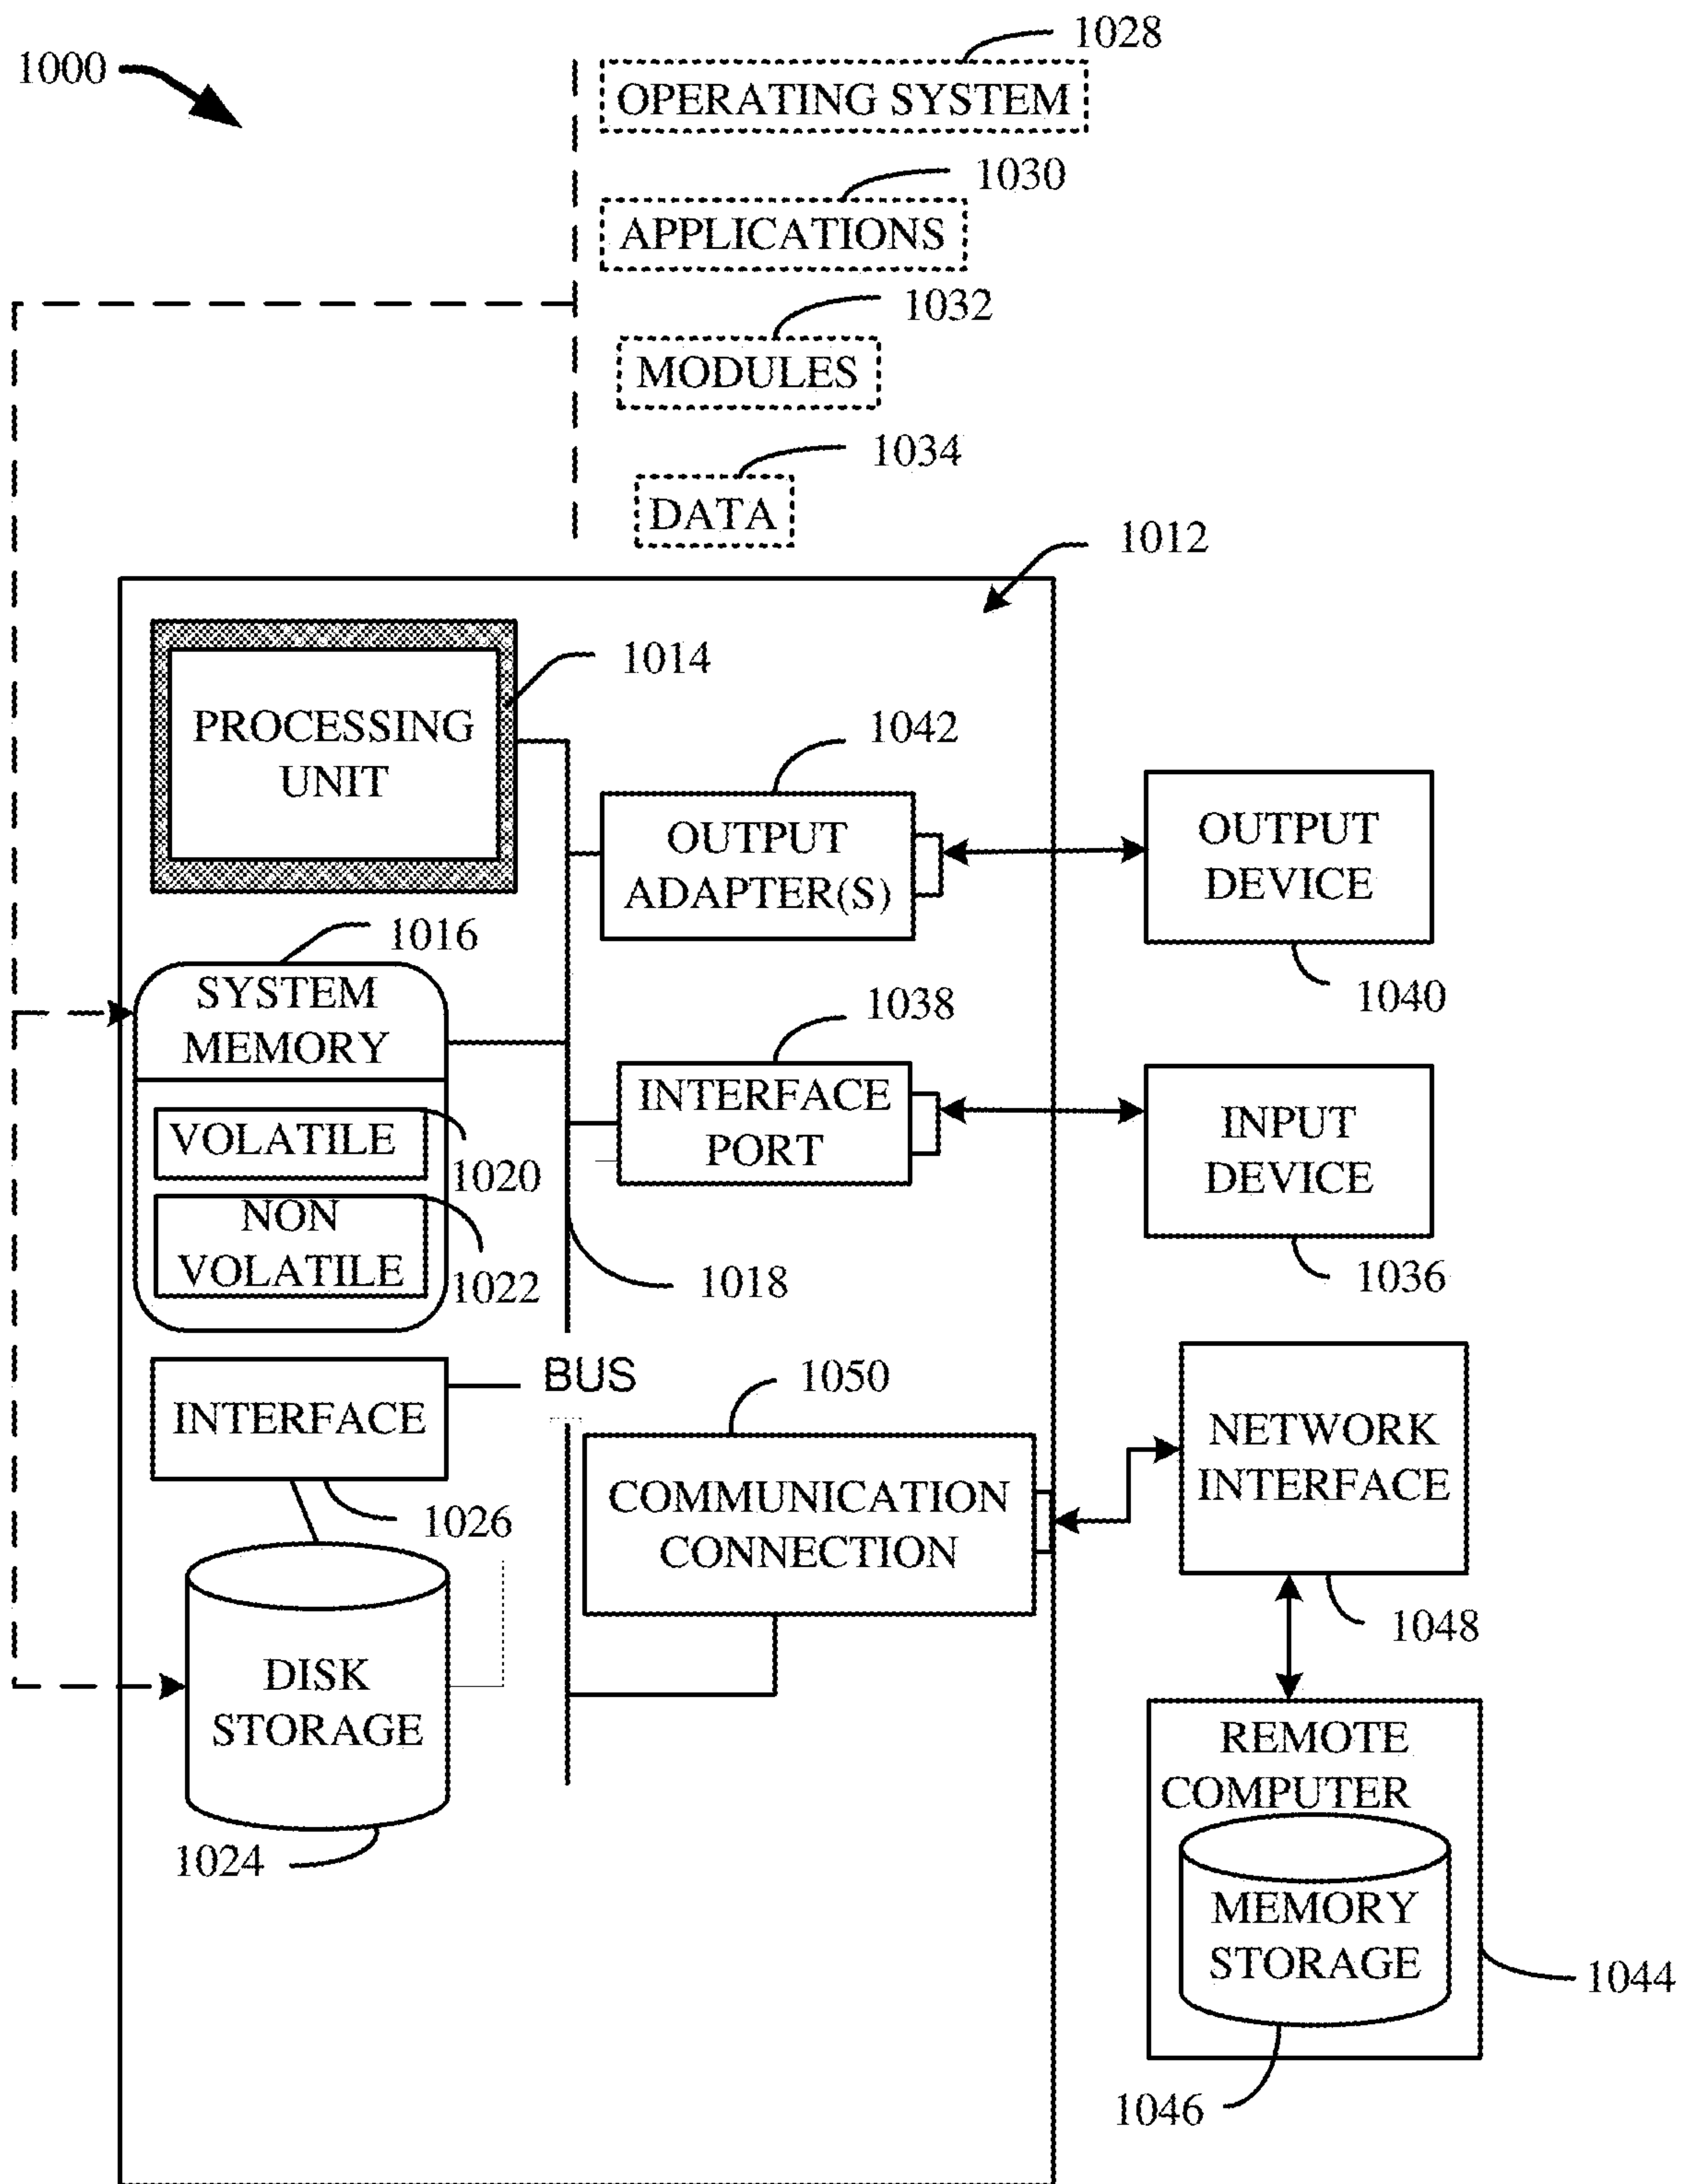 1028
1000
OPERATING SYSTEM
1030
APPLICATIONS
1032
MODULES
1034
DATA
1012
1014
PROCESSING
UNIT
1042
OUTPUT
ADAPTER(S)
OUTPUT
DEVICE
1040
1016
SYSTEM
MEMORY
1038
INTERFACE
PORT
INPUT
DEVICE
1036
VOLATILE
1020
NON
VOLATILE
1022
1018
BUS
INTERFACE
1026
1050
COMMUNICATION
CONNECTION
NETWORK
INTERFACE
1048
DISK
STORAGE
1024
REMOTE
COMPUTER
MEMORY
STORAGE
1044
1046